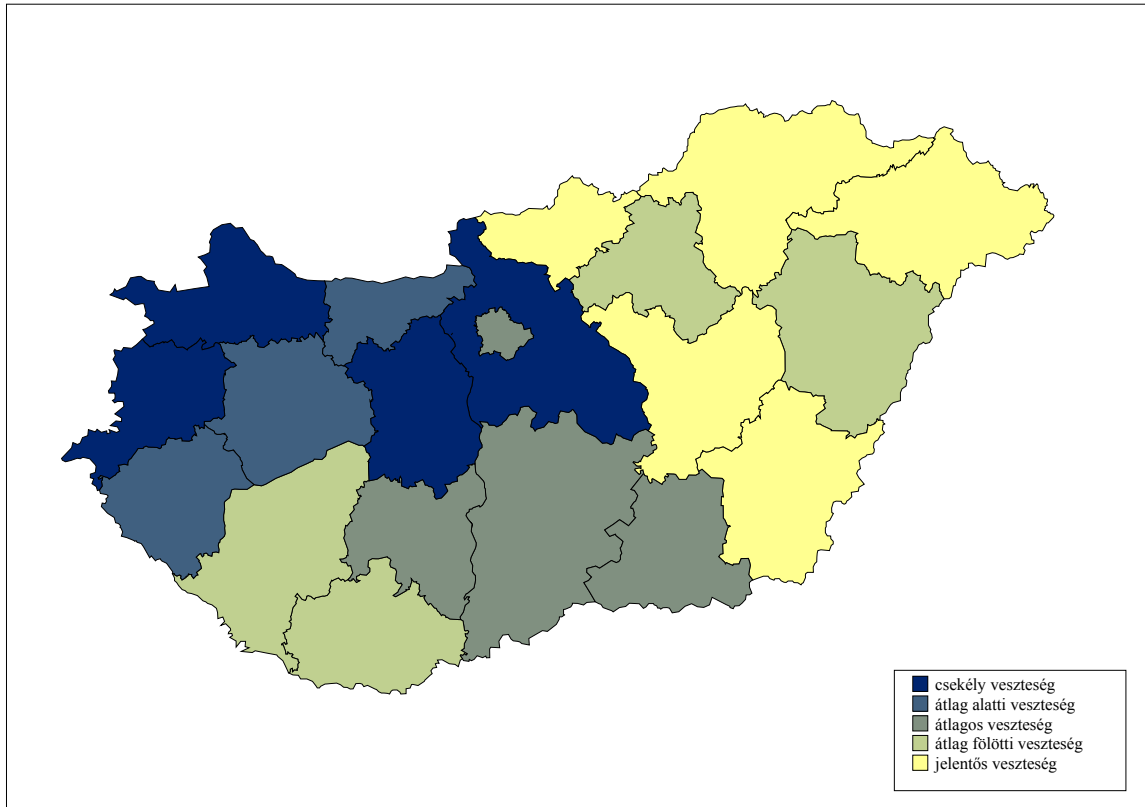 csekély veszteség
átlag alatti veszteség
átlagos veszteség
átlag fölötti veszteség
jelentős veszteség